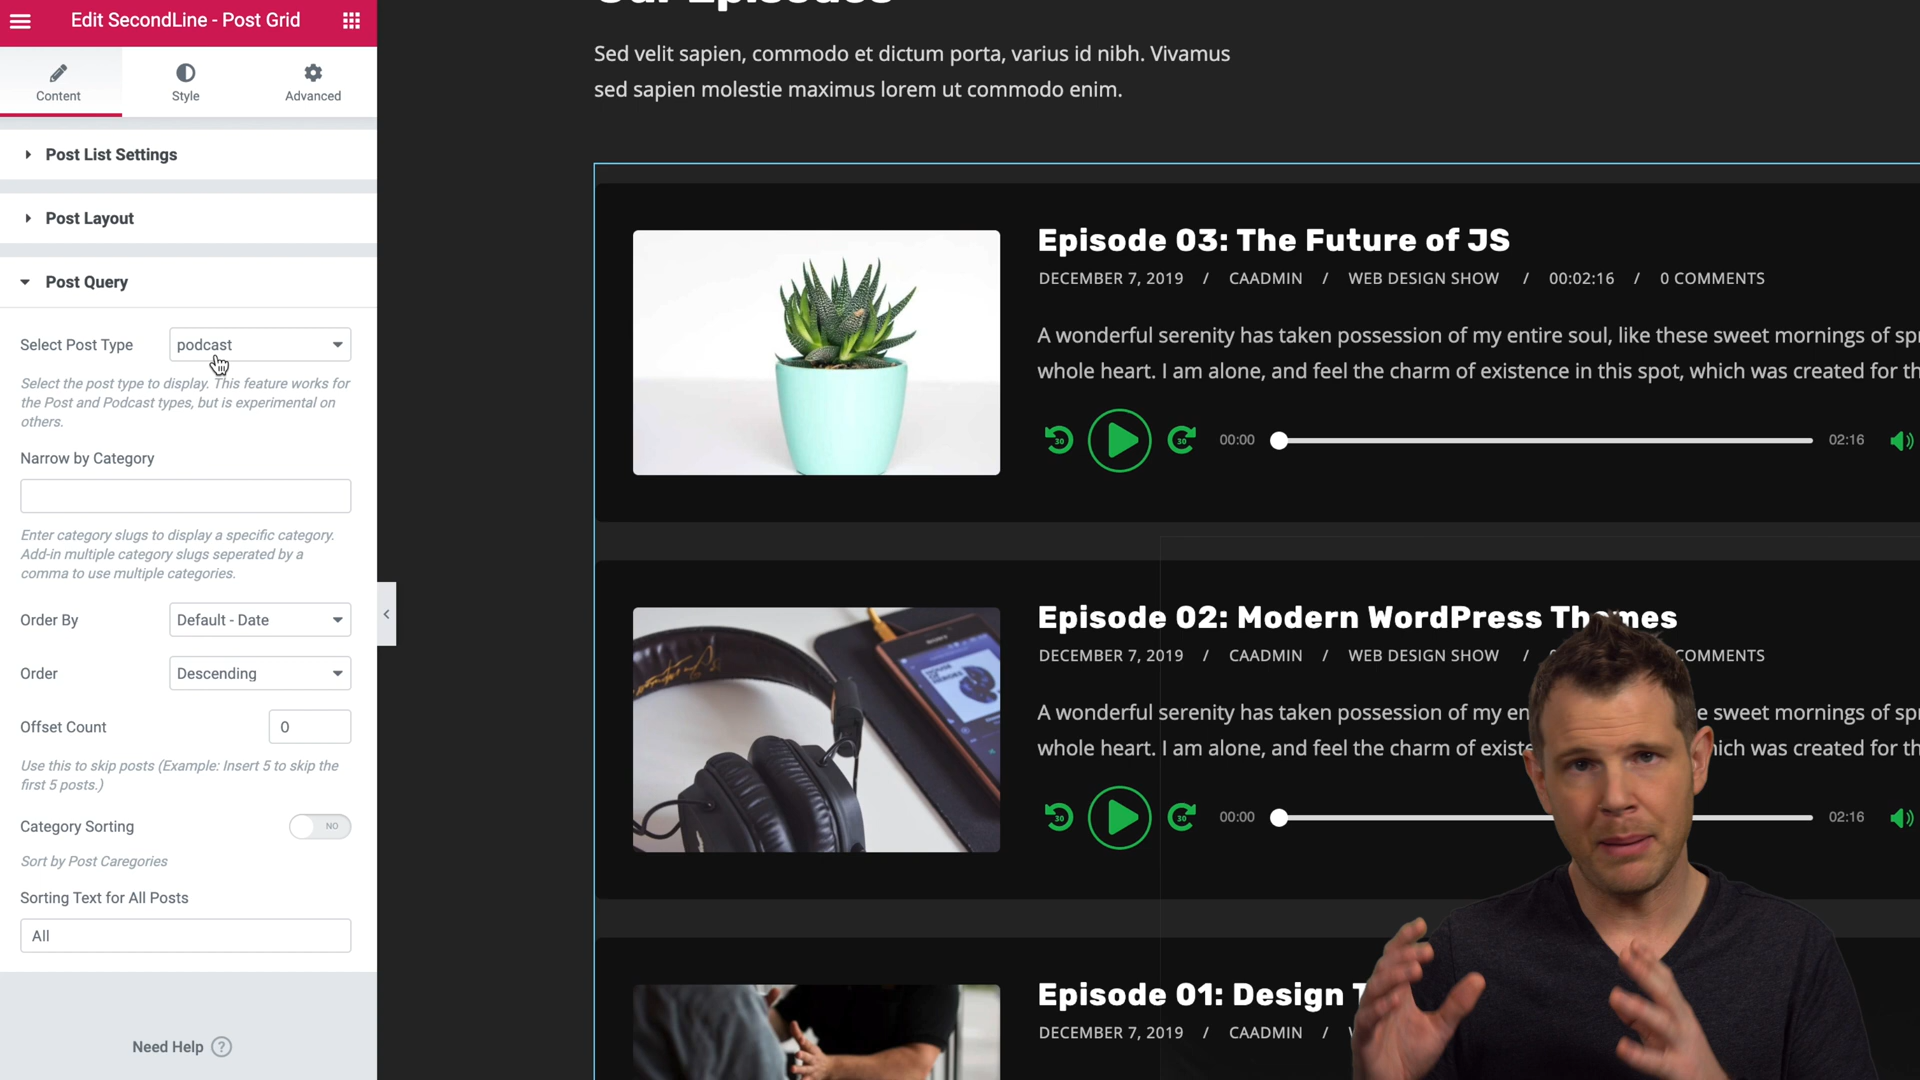 Edit SecondLine - Post Grid
Content
Style
Advanced
Post List Settings
Post Layout
Post Query
Select Post Type
podcast
Select the post type to display. This feature works for
the Post and Podcast types, but is experimental on
others.
Narrow by Category
Enter category slugs to display a specific category.
Add-in multiple category slugs seperated by a
comma to use multiple categories.
Order By
Default - Date
Order
Descending
Offset Count
0
Use this to skip posts (Example: Insert 5 to skip the
first 5 posts.)
Category Sorting
NO
Sort by Post Caregories
Sorting Text for All Posts
All
Need Help
Our Episodes
Sed velit sapien, commodo et dictum porta, varius id nibh. Vivamus
sed sapien molestie maximus lorem ut commodo enim.
Episode 03: The Future of JS
DECEMBER 7, 2019 / CAADMIN / WEB DESIGN SHOW / 00:02:16 / 0 COMMENTS
A wonderful serenity has taken possession of my entire soul, like these sweet mornings of spr
whole heart. I am alone, and feel the charm of existence in this spot, which was created for th
30
30
00:00
02:16
Episode 02: Modern WordPress Themes
DECEMBER 7, 2019 / CAADMIN / WEB DESIGN SHOW / COMMENTS
A wonderful serenity has taken possession of my en e sweet mornings of spr
whole heart. I am alone, and feel the charm of existe hich was created for th
30
30
00:00
02:16
Episode 01: Design T
DECEMBER 7, 2019 / CAADMIN /